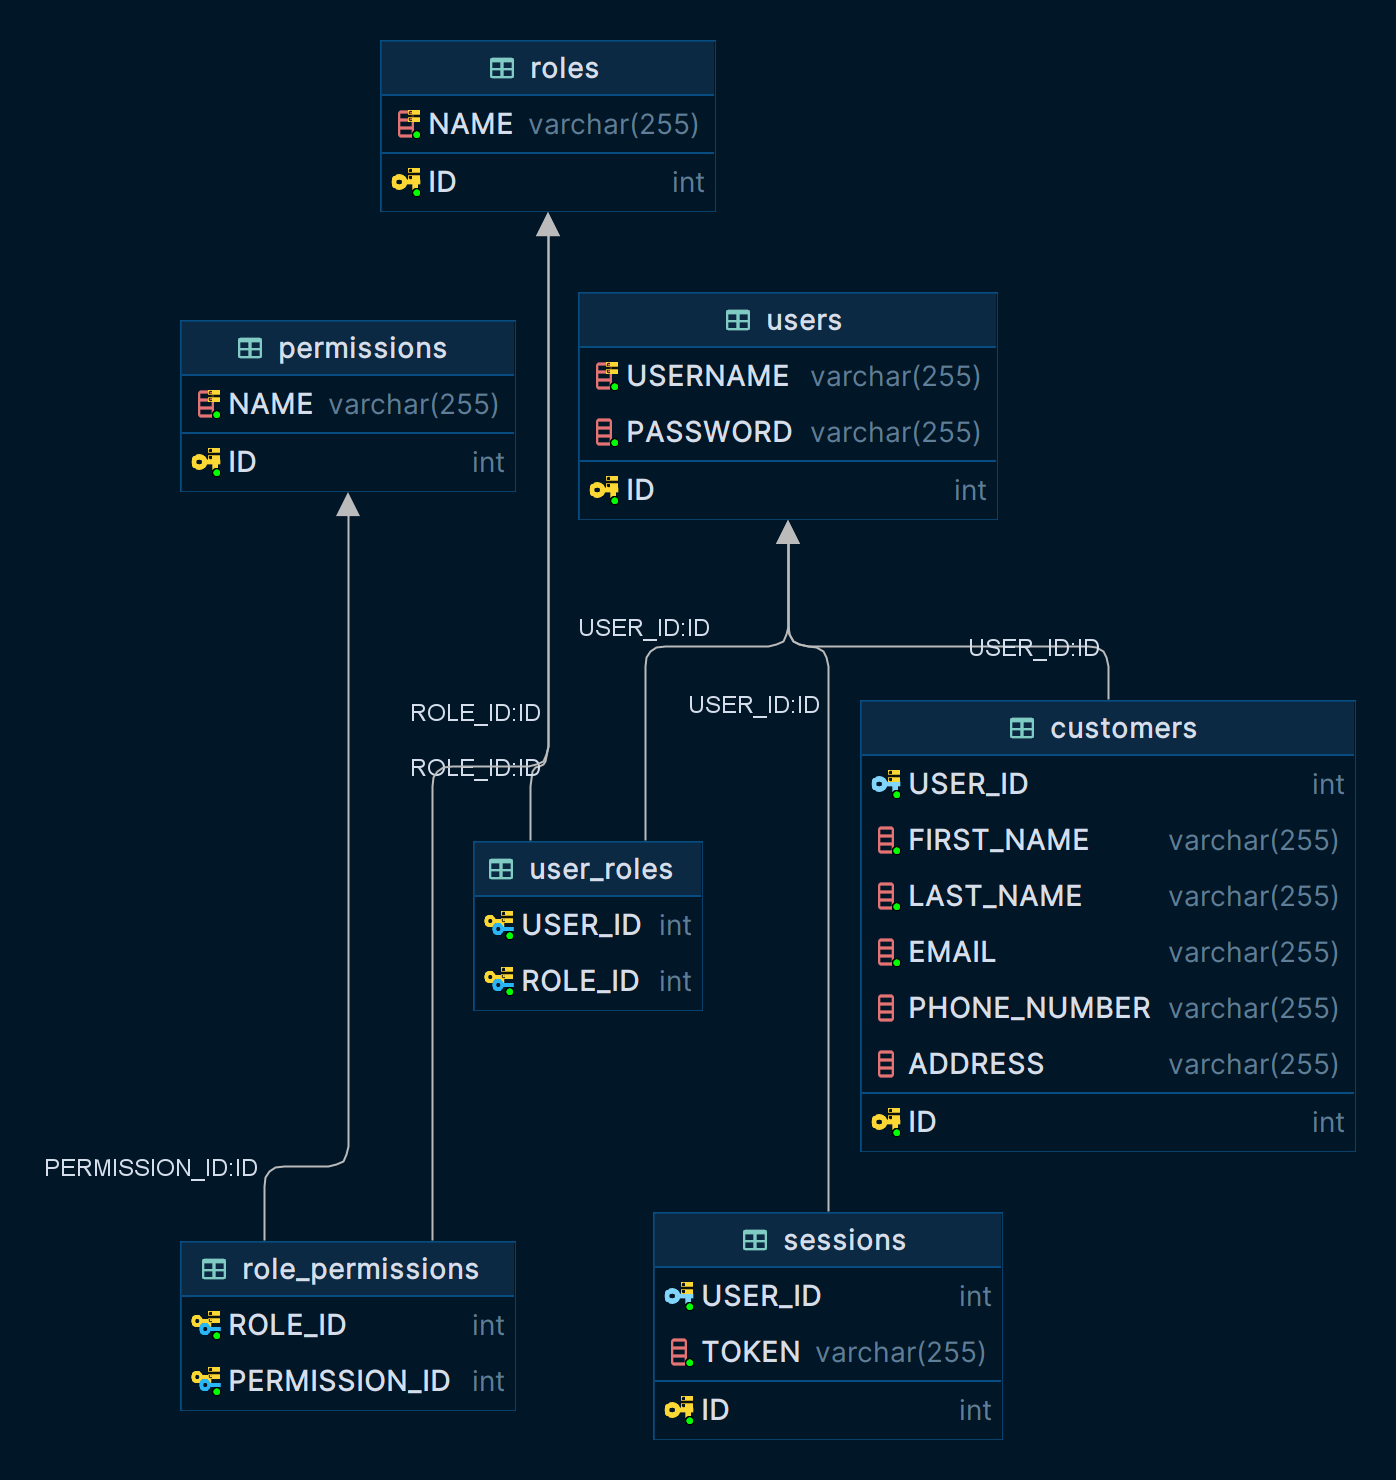 roles
NAME varchar(255)
ID int
permissions
NAME varchar(255)
ID int
users
USERNAME varchar(255)
PASSWORD varchar(255)
ID int
USER_ID:ID
USER_ID:ID
USER_ID:ID
ROLE_ID:ID
ROLE_ID:ID
customers
USER_ID int
FIRST_NAME varchar(255)
LAST_NAME varchar(255)
EMAIL varchar(255)
PHONE_NUMBER varchar(255)
ADDRESS varchar(255)
ID int
user_roles
USER_ID int
ROLE_ID int
PERMISSION_ID:ID
role_permissions
ROLE_ID int
PERMISSION_ID int
sessions
USER_ID int
TOKEN varchar(255)
ID int